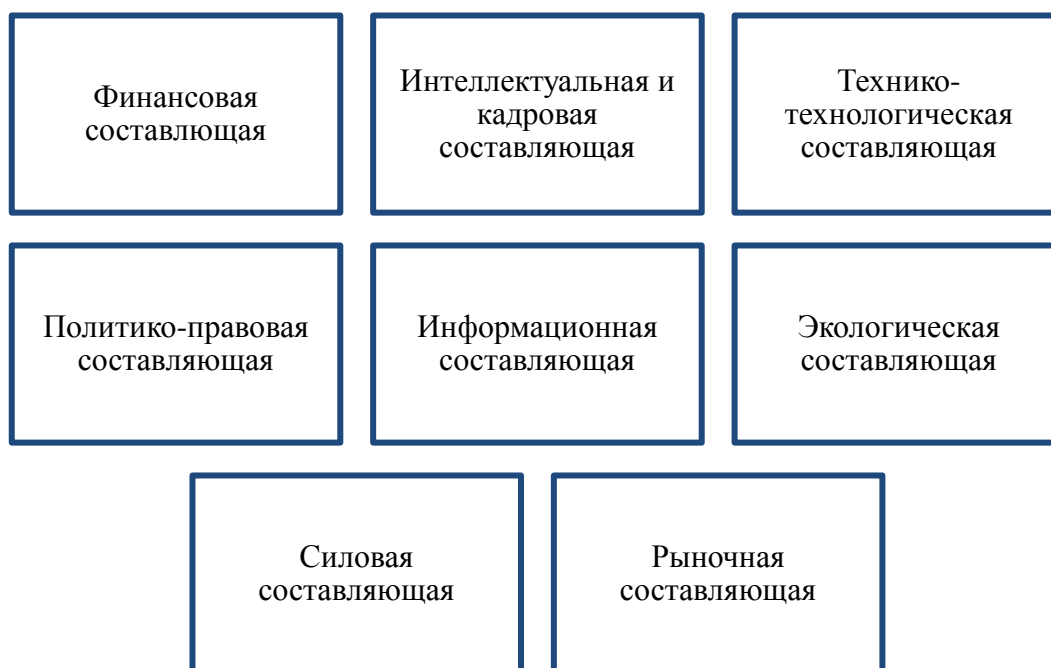 Финансовая
составлющая
Интеллектуальная и
кадровая
составляющая
Технико-
технологическая
составляющая
Политико-правовая
составляющая
Информационная
составляющая
Экологическая
составляющая
Силовая
составляющая
Рыночная
составляющая